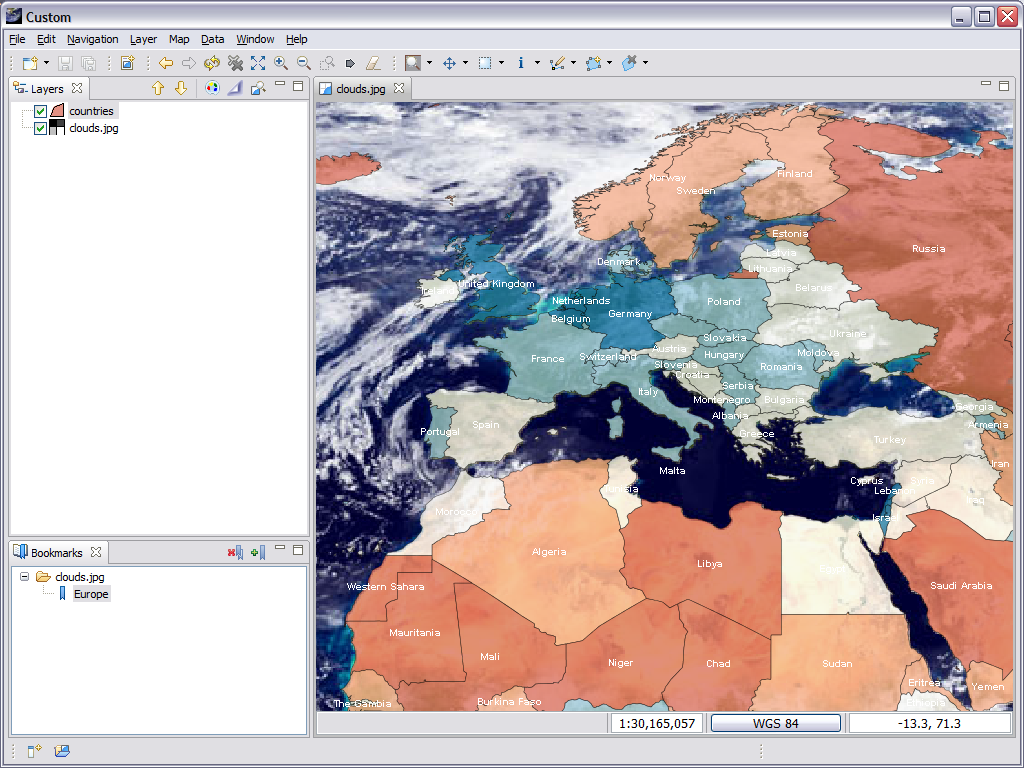 Custom
File Edit Navigation Layer Map Data Window Help
Layers
clouds.jpg
countries
clouds.jpg
Norway
Finland
Sweden
Estonia
Russia
Latvia
Denmark
Lithuania
United Kingdom
Belarus
Netherlands
Poland
Belgium
Germany
Ukraine
Slovakia
Austria
Moldova
France
Switzerland
Hungary
Slovenia
Romania
Croatia
Serbia
Italy
Montenegro
Bulgaria
Georgia
Albania
Spain
Armenia
Portugal
Greece
Turkey
Iran
Malta
Cyprus
Syria
Lebanon
Iraq
Morocco
Israel
Bookmarks
clouds.jpg
Europe
Algeria
Libya
Egypt
Western Sahara
Saudi Arabia
Mauritania
Mali
Niger
Chad
Sudan
Eritrea
Yemen
The Gambia
Burkina Faso
Ethiopia
1:30,165,057
WGS 84
-13.3, 71.3